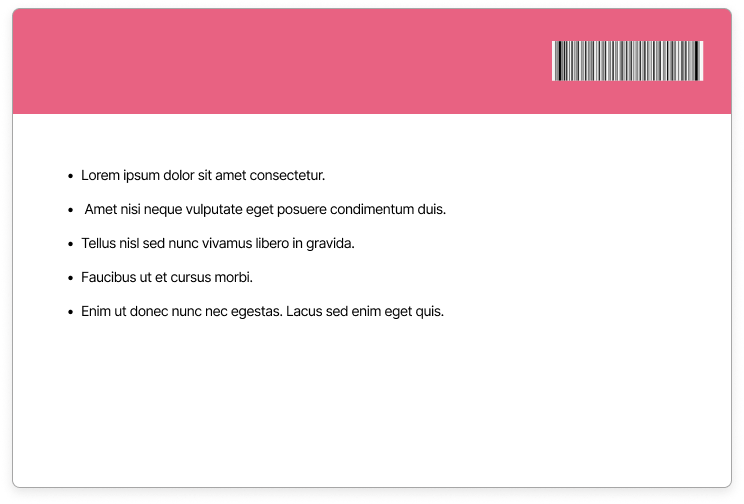 • Lorem ipsum dolor sit amet consectetur.
• Amet nisi neque vulputate eget posuere condimentum duis.
• Tellus nisl sed nunc vivamus libero in gravida.
• Faucibus ut et cursus morbi.
• Enim ut donec nunc nec egestas. Lacus sed enim eget quis.